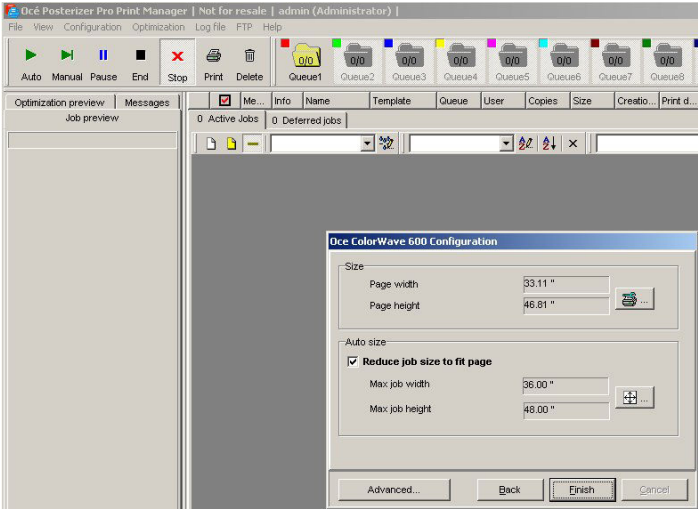 Océ Posterizer Pro Print Manager | Not for resale | admin (Administrator) |
File View Configuration Optimization Log file FTP Help
0/0 0/0 0/0 0/0 0/0 0/0 0/0 0/0
Auto Manual Pause End Stop Print Delete Queue1 Queue2 Queue3 Queue4 Queue5 Queue6 Queue7 Queue8
Optimization preview Messages
Me... Info Name Template Queue User Copies Size Creatio... Print d...
Job preview
0 Active Jobs 0 Deferred jobs
Oce ColorWave 600 Configuration
Size
Page width 33.11 "
Page height 46.81 "
...
Auto size
Reduce job size to fit page
Max job width 36.00 "
...
Max job height 48.00 "
Advanced... Back Finish Cancel